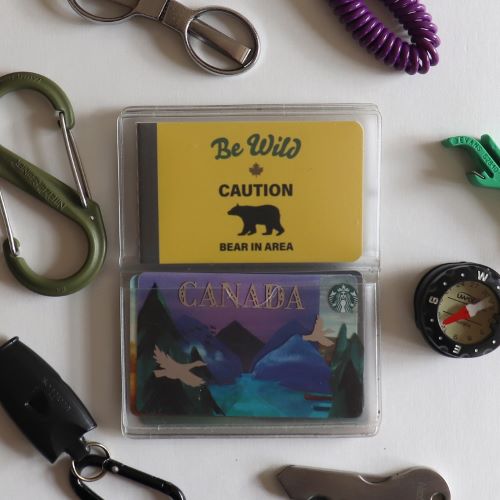 Be Wild
CAUTION
BEAR IN AREA
CANADA
W